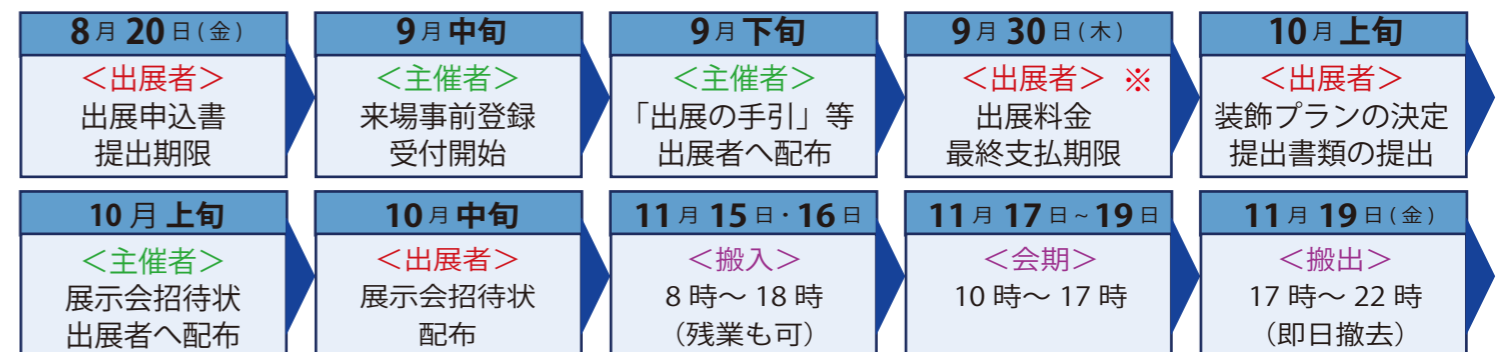 8月20日(金)
<出展者>
出展申込書
提出期限
9月中旬
<主催者>
来場事前登録
受付開始
9月下旬
<主催者>
「出展の手引」等
出展者へ配布
9月30日(木)
<出展者> ※
出展料金
最終支払期限
10月上旬
<出展者>
装飾プランの決定
提出書類の提出
10月上旬
<主催者>
展示会招待状
出展者へ配布
10月中旬
<出展者>
展示会招待状
配布
11月15日・16日
<搬入>
8時～18時
（残業も可）
11月17日~19日
<会期>
10時～17時
11月19日(金)
<搬出>
17時～22時
（即日撤去）